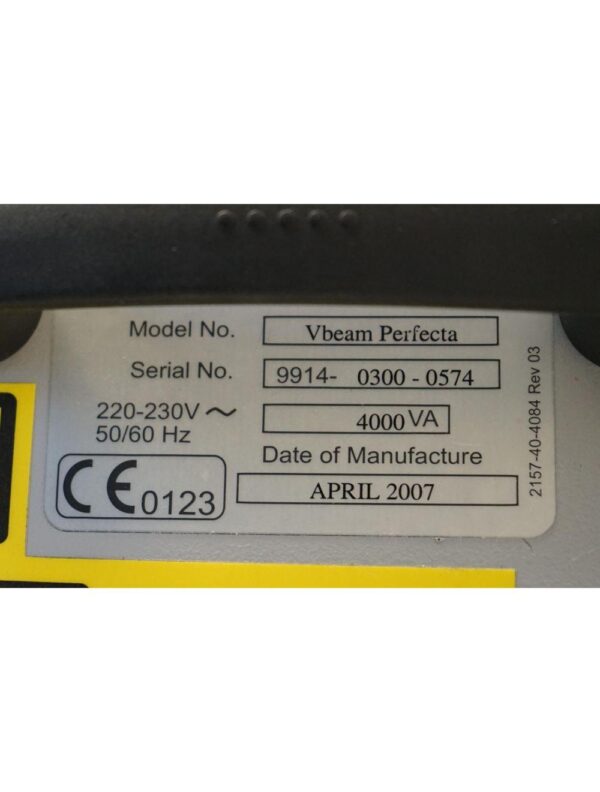 Model No. Vbeam Perfecta
Serial No. 9914- 0300 - 0574
220-230V ~ 4000 VA
50/60 Hz
Date of Manufacture
CE 0123 APRIL 2007
2157-40-4084 Rev 03